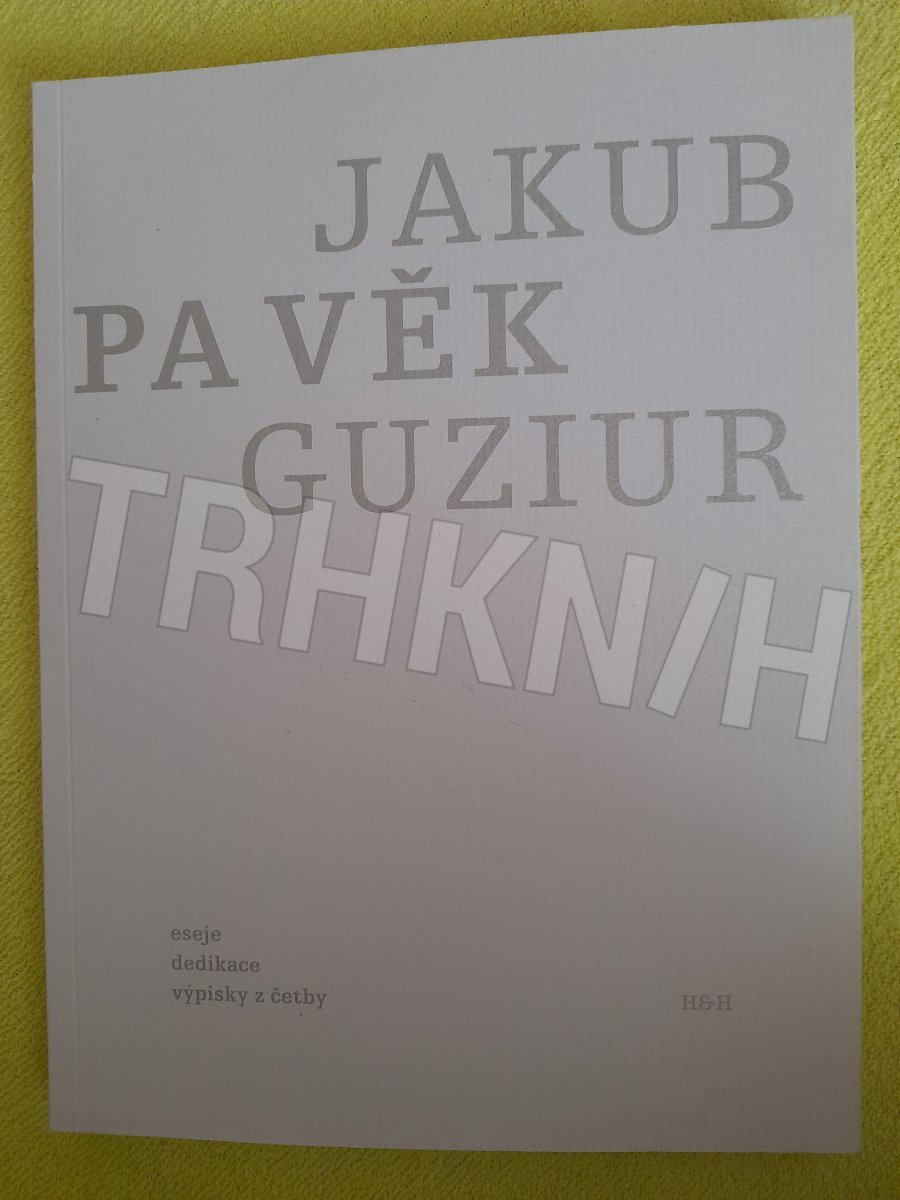 JAKUB
PA VĚK
GUZIUR
TRHKNIH
eseje
dedikace
výpisky z četby
H&H